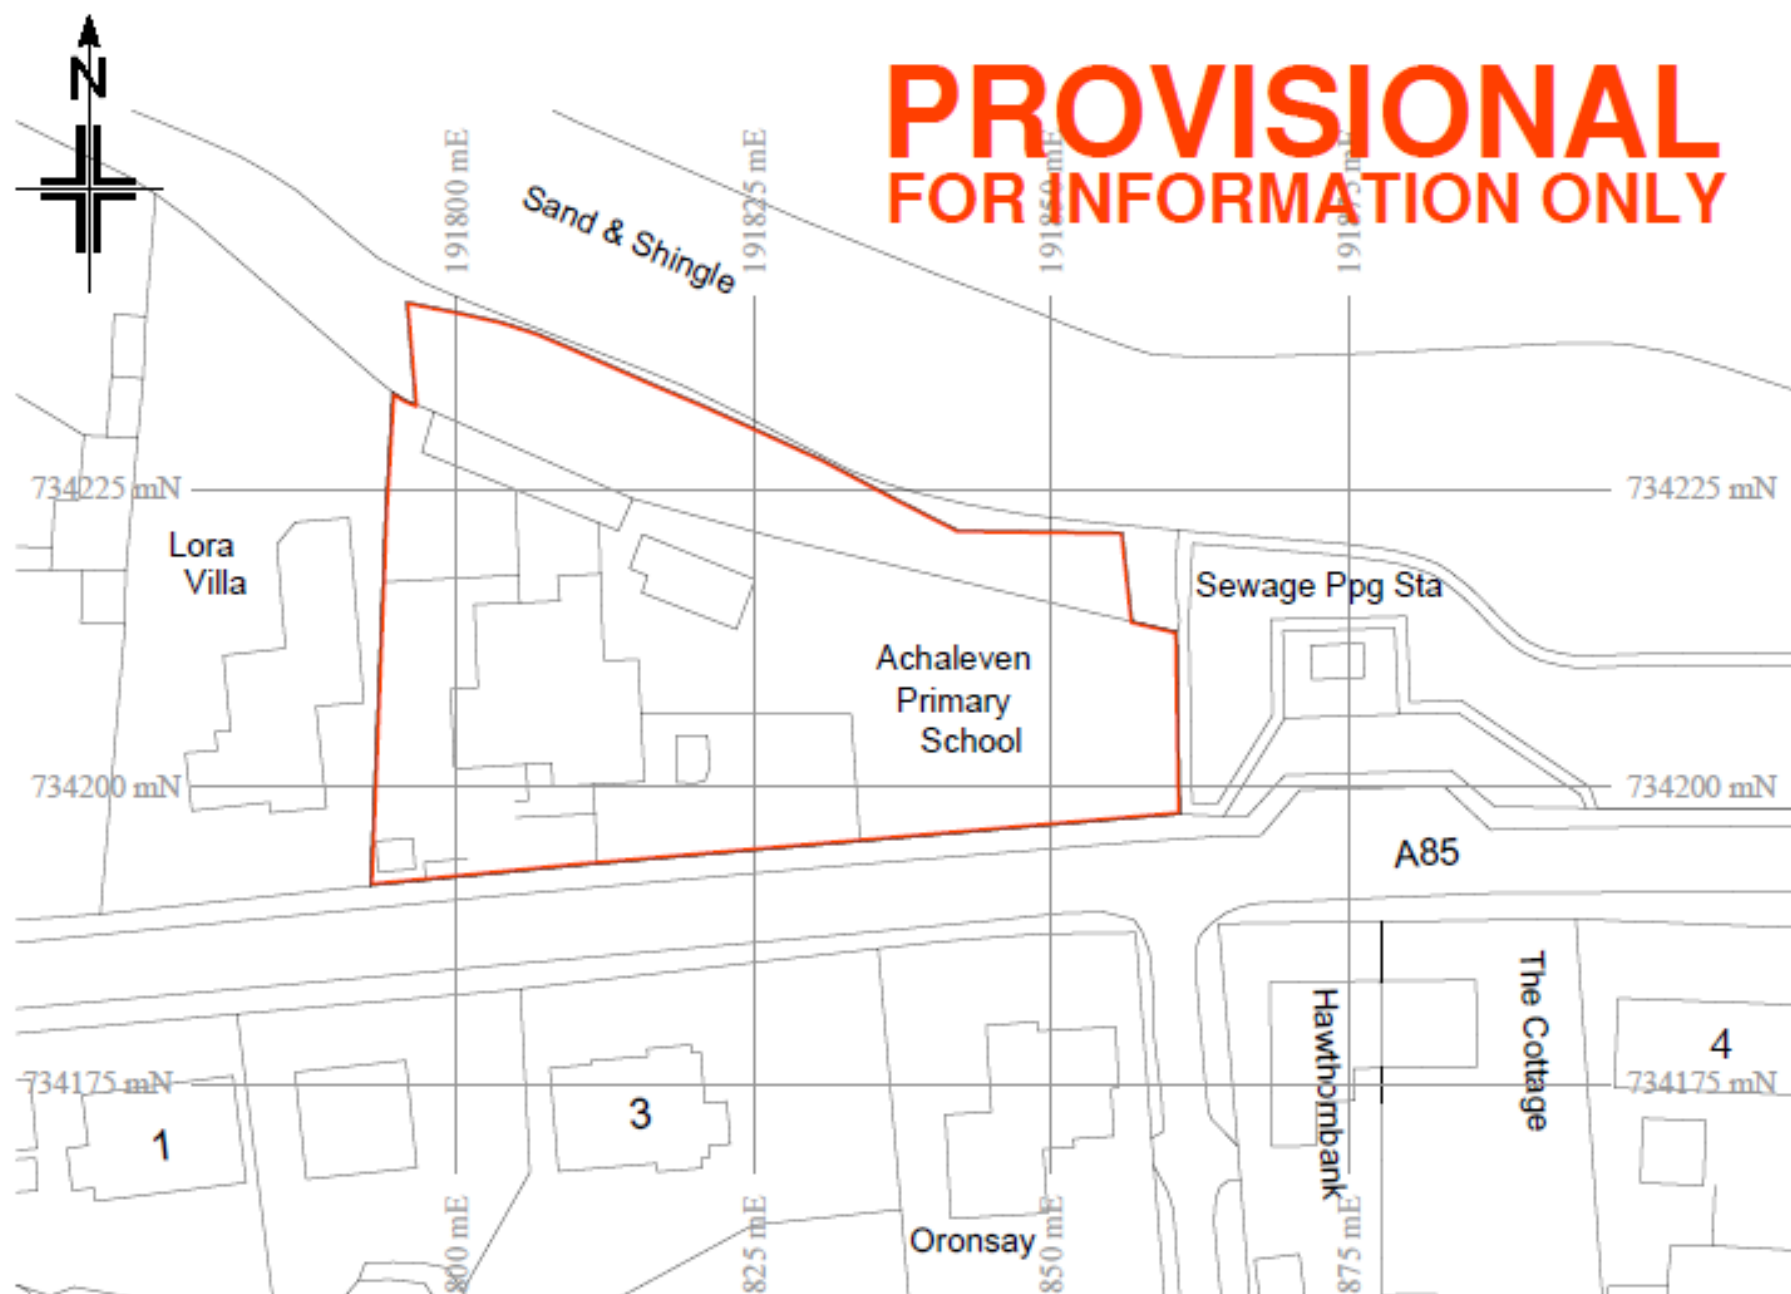 N
PROVISIONAL
FOR INFORMATION ONLY
191800 mE
191825 mE
191850 mE
191875 mE
Sand & Shingle
734225 mN
734225 mN
Lora
Villa
Sewage Ppg Sta
Achaleven
Primary
School
734200 mN
734200 mN
A85
The Cottage
Hawthornbank
4
734175 mN
734175 mN
3
1
Oronsay
800 mE
825 mE
850 mE
875 mE